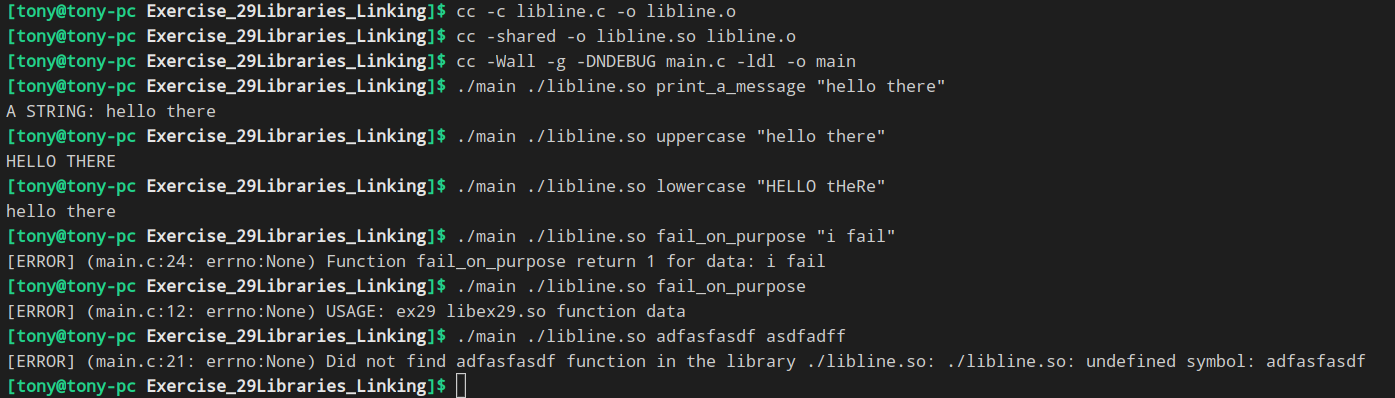 [tony@tony-pc Exercise_29Libraries_Linking]$ cc -c libline.c -o libline.o
[tony@tony-pc Exercise_29Libraries_Linking]$ cc -shared -o libline.so libline.o
[tony@tony-pc Exercise_29Libraries_Linking]$ cc -Wall -g -DNDEBUG main.c -ldl -o main
[tony@tony-pc Exercise_29Libraries_Linking]$ ./main ./libline.so print_a_message "hello there"
A STRING: hello there
[tony@tony-pc Exercise_29Libraries_Linking]$ ./main ./libline.so uppercase "hello there"
HELLO THERE
[tony@tony-pc Exercise_29Libraries_Linking]$ ./main ./libline.so lowercase "HELLO tHeRe"
hello there
[tony@tony-pc Exercise_29Libraries_Linking]$ ./main ./libline.so fail_on_purpose "i fail"
[ERROR] (main.c:24: errno:None) Function fail_on_purpose return 1 for data: i fail
[tony@tony-pc Exercise_29Libraries_Linking]$ ./main ./libline.so fail_on_purpose
[ERROR] (main.c:12: errno:None) USAGE: ex29 libex29.so function data
[tony@tony-pc Exercise_29Libraries_Linking]$ ./main ./libline.so adfasfasdf asdfadff
[ERROR] (main.c:21: errno:None) Did not find adfasfasdf function in the library ./libline.so: ./libline.so: undefined symbol: adfasfasdf
[tony@tony-pc Exercise_29Libraries_Linking]$